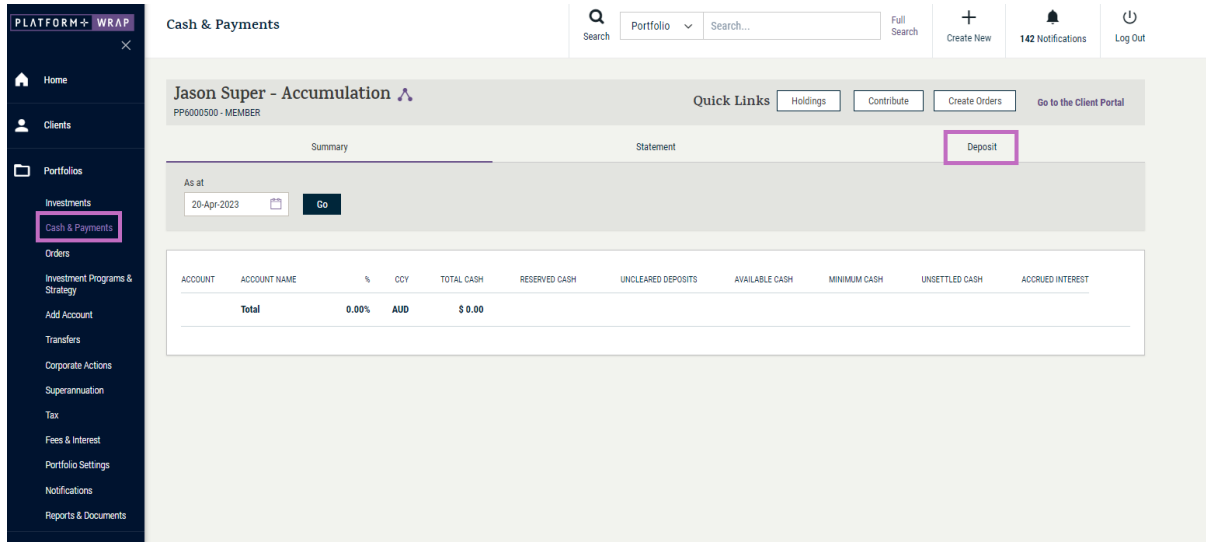 PLATFORM+ WRAP
Home
Clients
Portfolios
Investments
Cash & Payments
Orders
Investment Programs &
Strategy
Add Account
Transfers
Corporate Actions
Superannuation
Tax
Fees & Interest
Portfolio Settings
Notifications
Reports & Documents
Cash & Payments
Search
Portfolio
Search...
Full
Search
Create New
142 Notifications
Log Out
Jason Super - Accumulation
PP6000500 - MEMBER
Quick Links Holdings Contribute Create Orders Go to the Client Portal
Summary Statement Deposit
As at
20-Apr-2023 Go
ACCOUNT ACCOUNT NAME % CCY TOTAL CASH RESERVED CASH UNCLEARED DEPOSITS AVAILABLE CASH MINIMUM CASH UNSETTLED CASH ACCRUED INTEREST
Total 0.00% AUD $ 0.00